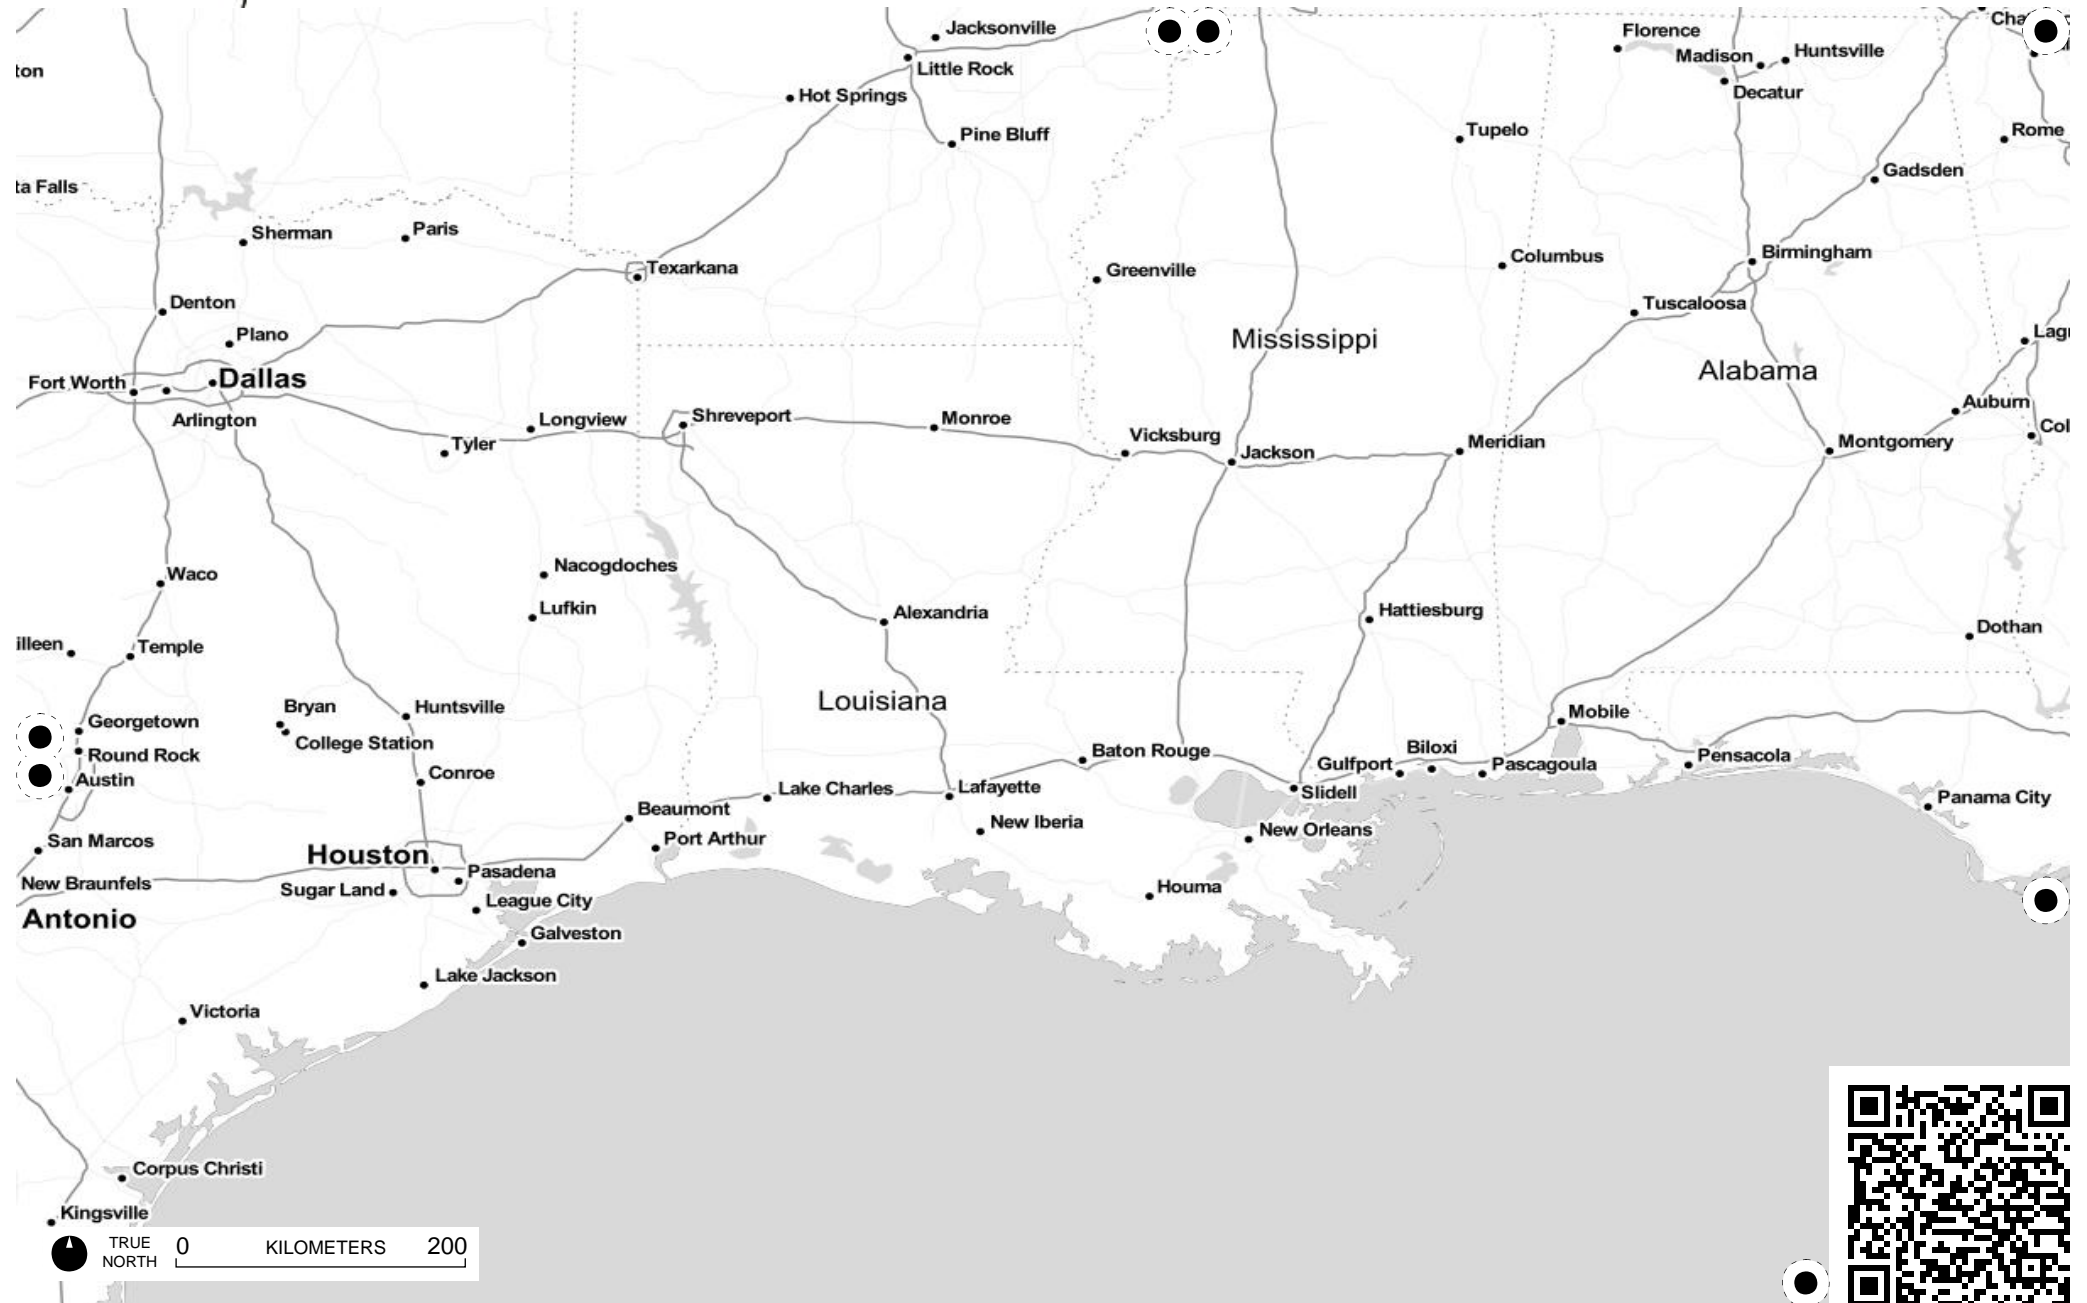 Jacksonville
Cha
Florence
Little Rock
Madison
Huntsville
ton
Hot Springs
Decatur
Pine Bluff
Tupelo
Rome
Gadsden
ta Falls
Sherman
Paris
Texarkana
Greenville
Columbus
Birmingham
Denton
Tuscaloosa
Plano
Mississippi
Lagr
Fort Worth
Dallas
Alabama
Arlington
Longview
Shreveport
Monroe
Auburn
Tyler
Vicksburg
Jackson
Meridian
Montgomery
Col
Waco
Nacogdoches
Lufkin
Alexandria
Hattiesburg
illeen
Temple
Dothan
Louisiana
Bryan
Huntsville
Georgetown
College Station
Mobile
Round Rock
Baton Rouge
Biloxi
Gulfport
Pascagoula
Pensacola
Austin
Conroe
Lake Charles
Lafayette
Slidell
Panama City
Beaumont
New Iberia
New Orleans
San Marcos
Port Arthur
Houston
Pasadena
New Braunfels
Sugar Land
Houma
League City
Antonio
Galveston
Lake Jackson
Victoria
Corpus Christi
Kingsville
TRUE
NORTH
0 KILOMETERS 200